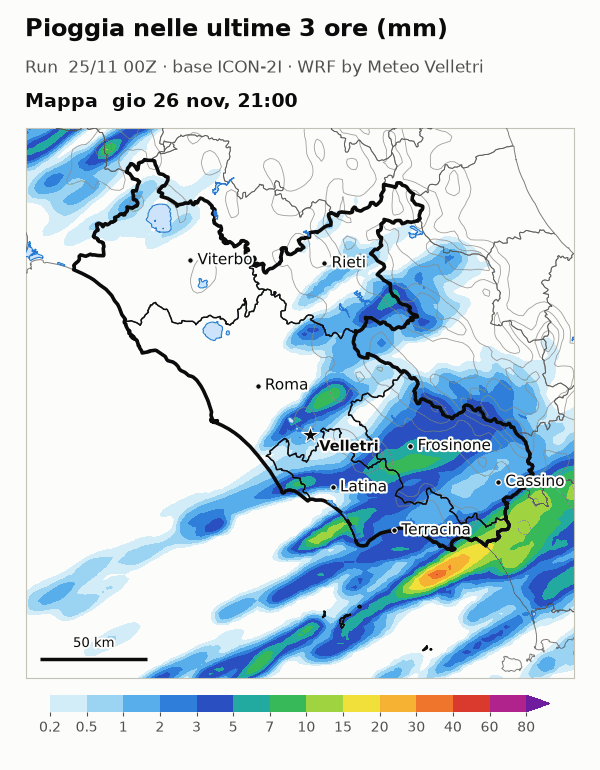 Pioggia nelle ultime 3 ore (mm)
Run  25/11 00Z · base ICON-2I · WRF by Meteo Velletri
Mappa  gio 26 nov, 21:00
Viterbo
Rieti
Roma
Velletri
Frosinone
Latina
Cassino
Terracina
50 km
0.2 0.5 1 2 3 5 7 10 15 20 30 40 60 80